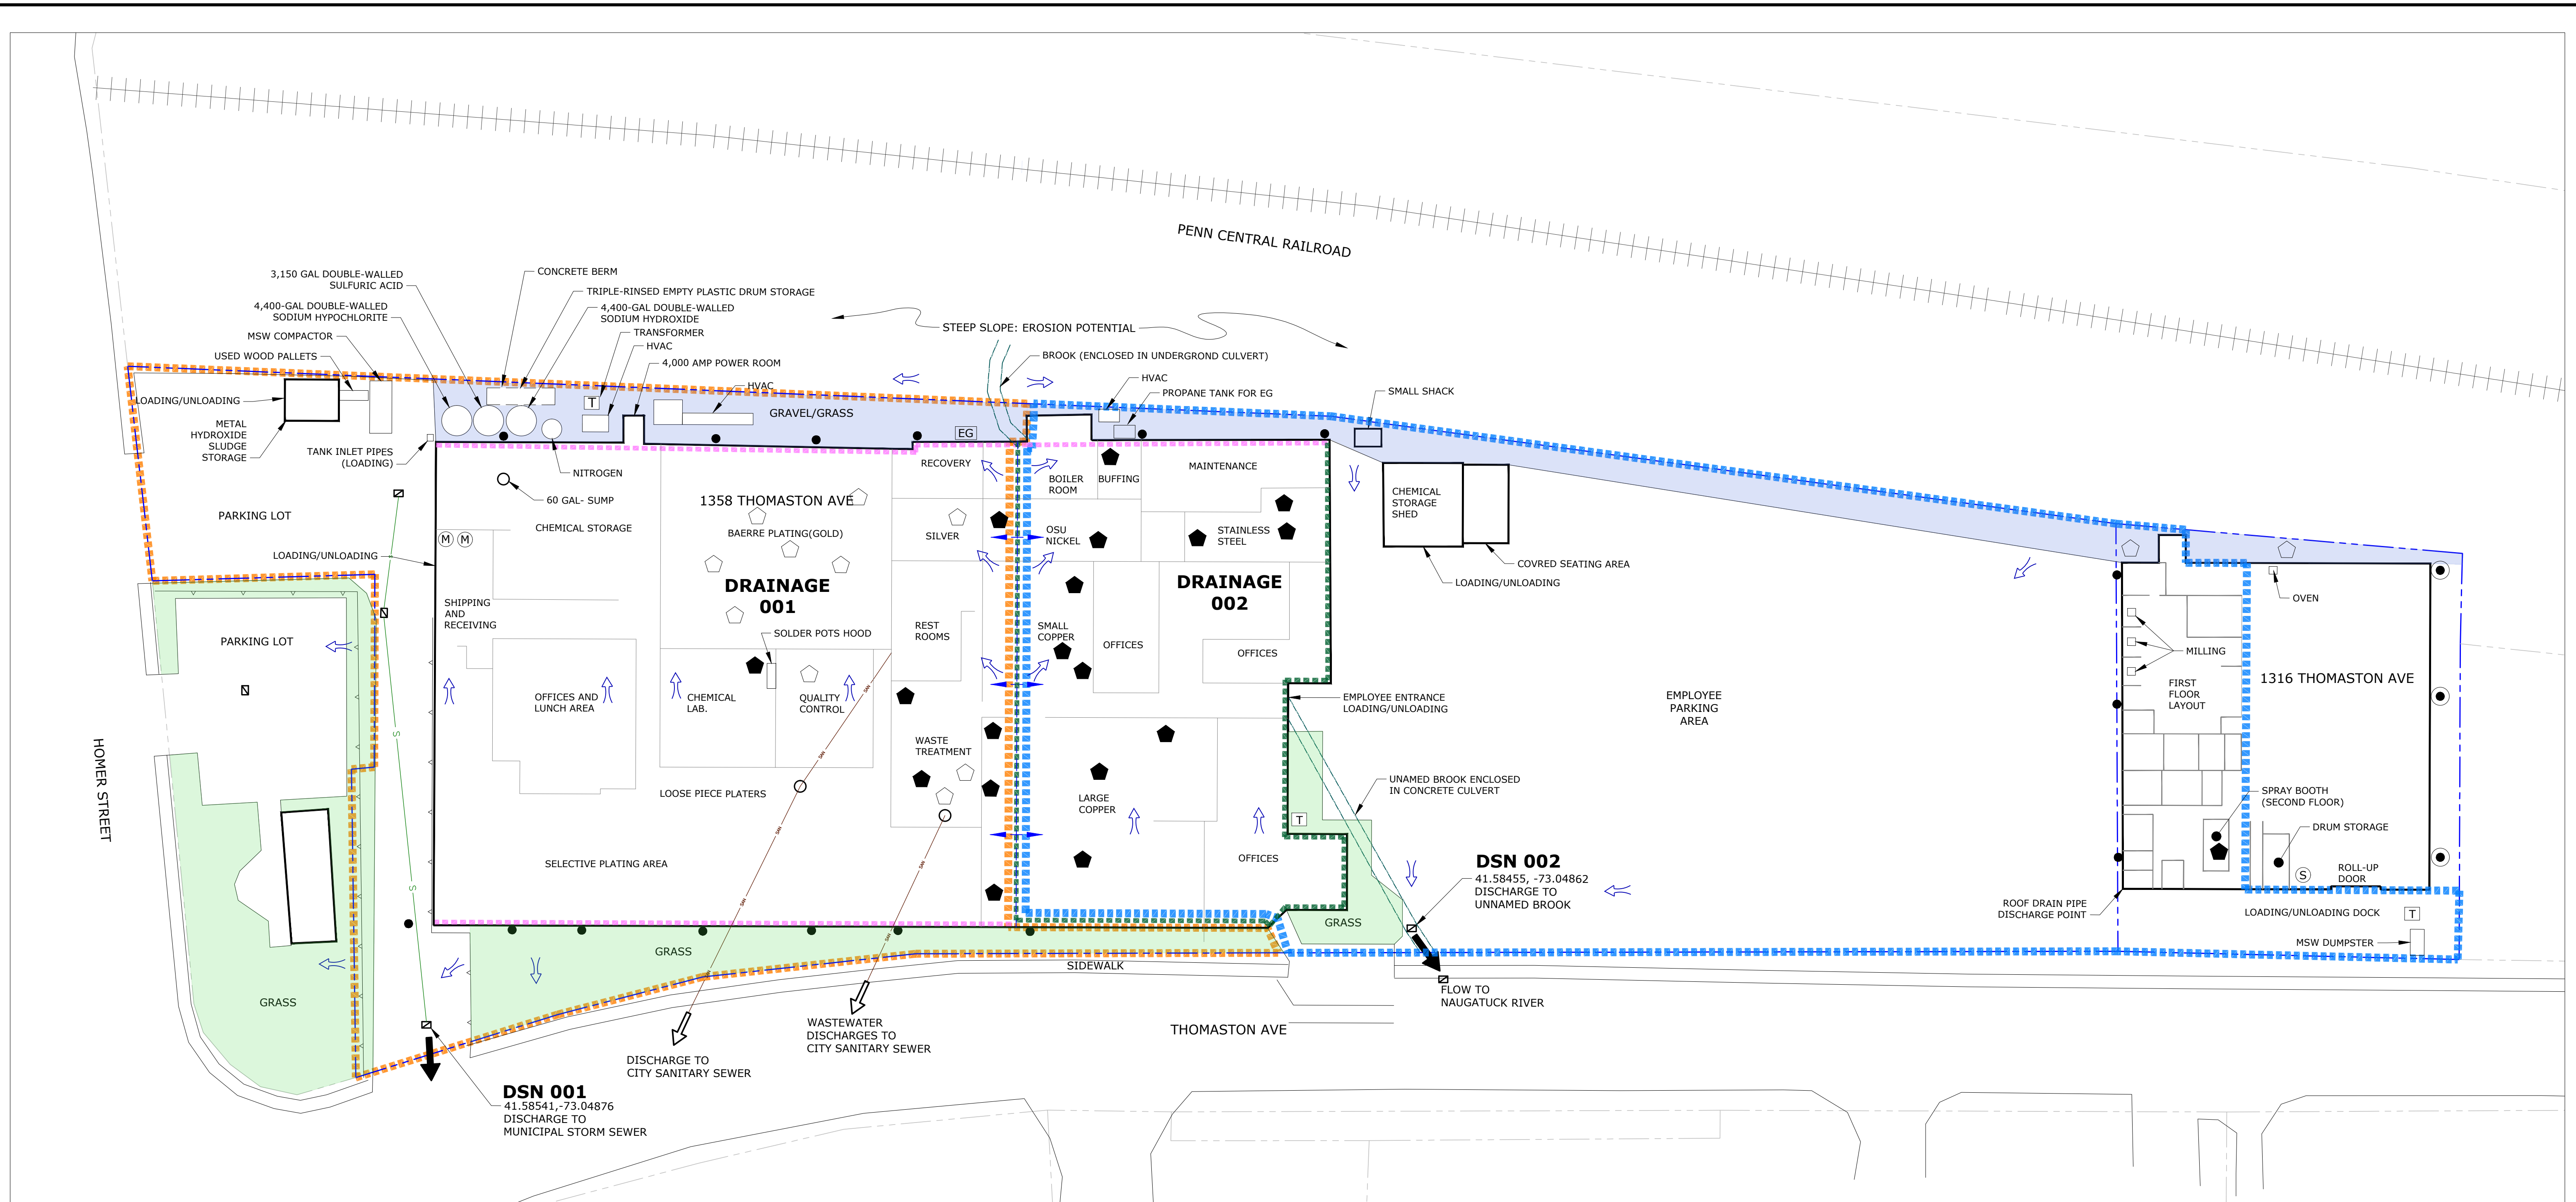 PENN CENTRAL RAILROAD
3,150 GAL DOUBLE-WALLED
SULFURIC ACID
4,400-GAL DOUBLE-WALLED
SODIUM HYPOCHLORITE
MSW COMPACTOR
USED WOOD PALLETS
LOADING/UNLOADING
METAL
HYDROXIDE
SLUDGE
STORAGE
TANK INLET PIPES
(LOADING)
CONCRETE BERM
TRIPLE-RINSED EMPTY PLASTIC DRUM STORAGE
4,400-GAL DOUBLE-WALLED
SODIUM HYDROXIDE
TRANSFORMER
HVAC
4,000 AMP POWER ROOM
HVAC
T
GRAVEL/GRASS
EG
NITROGEN
60 GAL- SUMP
STEEP SLOPE: EROSION POTENTIAL
BROOK (ENCLOSED IN UNDERGROND CULVERT)
HVAC
PROPANE TANK FOR EG
SMALL SHACK
PARKING LOT
LOADING/UNLOADING
PARKING LOT
HOMER STREET
GRASS
S
S
M
M
CHEMICAL STORAGE
1358 THOMASTON AVE
BAERRE PLATING(GOLD)
DRAINAGE
001
SHIPPING
AND
RECEIVING
OFFICES AND
LUNCH AREA
SOLDER POTS HOOD
CHEMICAL
LAB.
QUALITY
CONTROL
RECOVERY
SILVER
REST
ROOMS
WASTE
TREATMENT
LOOSE PIECE PLATERS
SELECTIVE PLATING AREA
SAN
SAN
SAN
SAN
SAN
SAN
SAN
GRASS
BOILER
ROOM
BUFFING
MAINTENANCE
OSU
NICKEL
STAINLESS
STEEL
DRAINAGE
002
SMALL
COPPER
OFFICES
OFFICES
LARGE
COPPER
OFFICES
T
GRASS
CHEMICAL
STORAGE
SHED
COVRED SEATING AREA
LOADING/UNLOADING
EMPLOYEE ENTRANCE
LOADING/UNLOADING
UNAMED BROOK ENCLOSED
IN CONCRETE CULVERT
EMPLOYEE
PARKING
AREA
DSN 002
41.58455, -73.04862
DISCHARGE TO
UNNAMED BROOK
FLOW TO
NAUGATUCK RIVER
OVEN
MILLING
FIRST
FLOOR
LAYOUT
1316 THOMASTON AVE
SPRAY BOOTH
(SECOND FLOOR)
DRUM STORAGE
S
ROLL-UP
DOOR
ROOF DRAIN PIPE
DISCHARGE POINT
LOADING/UNLOADING DOCK
T
MSW DUMPSTER
SIDEWALK
THOMASTON AVE
WASTEWATER
DISCHARGES TO
CITY SANITARY SEWER
DISCHARGE TO
CITY SANITARY SEWER
DSN 001
41.58541,-73.04876
DISCHARGE TO
MUNICIPAL STORM SEWER